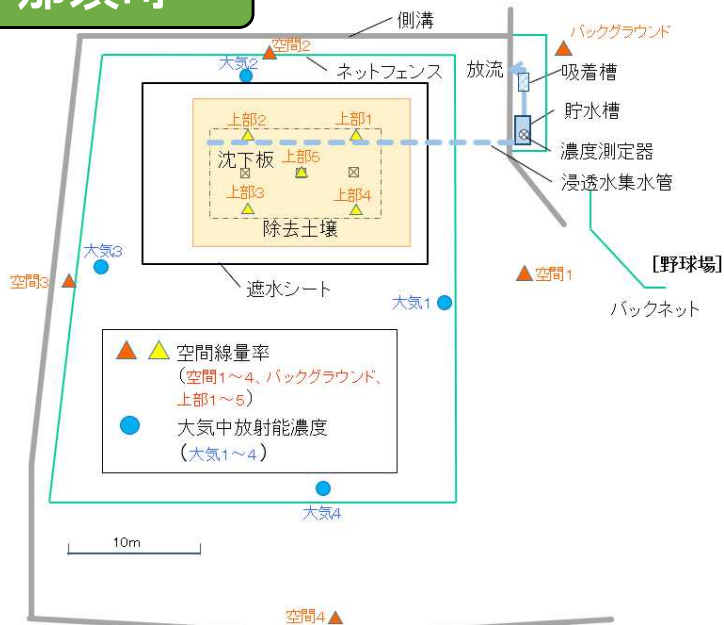 那須町
側溝
空間2
バックグラウンド
大気2
ネットフェンス
放流
吸着槽
貯水槽
上部2
上部1
濃度測定器
沈下板
上部5
浸透水集水管
上部3
上部4
除去土壌
大気3
[野球場]
空間3
空間1
遮水シート
大気1
バックネット
空間線量率
(空間1～4、バックグラウンド、
上部1～5)
大気中放射能濃度
(大気1～4)
大気4
10m
空間4